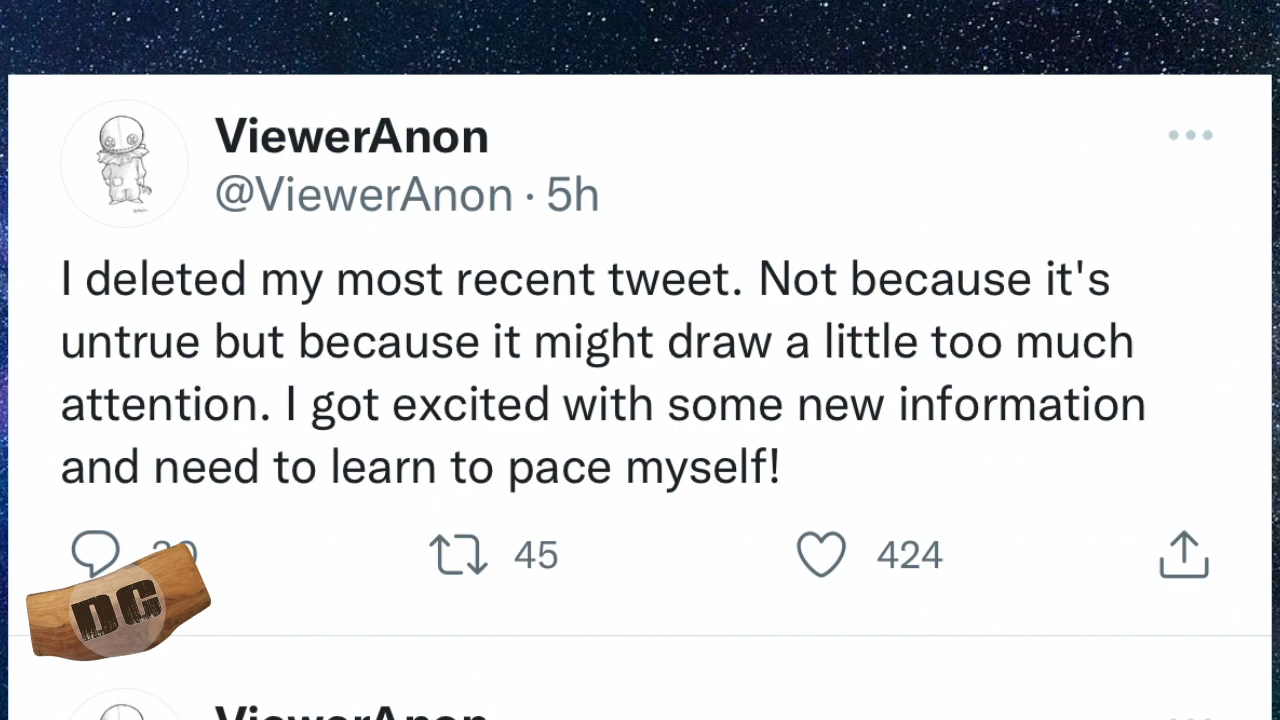 ViewerAnon
@ViewerAnon · 5h
I deleted my most recent tweet. Not because it's
untrue but because it might draw a little too much
attention. I got excited with some new information
and need to learn to pace myself!
45 424
DG
ViewerAnon